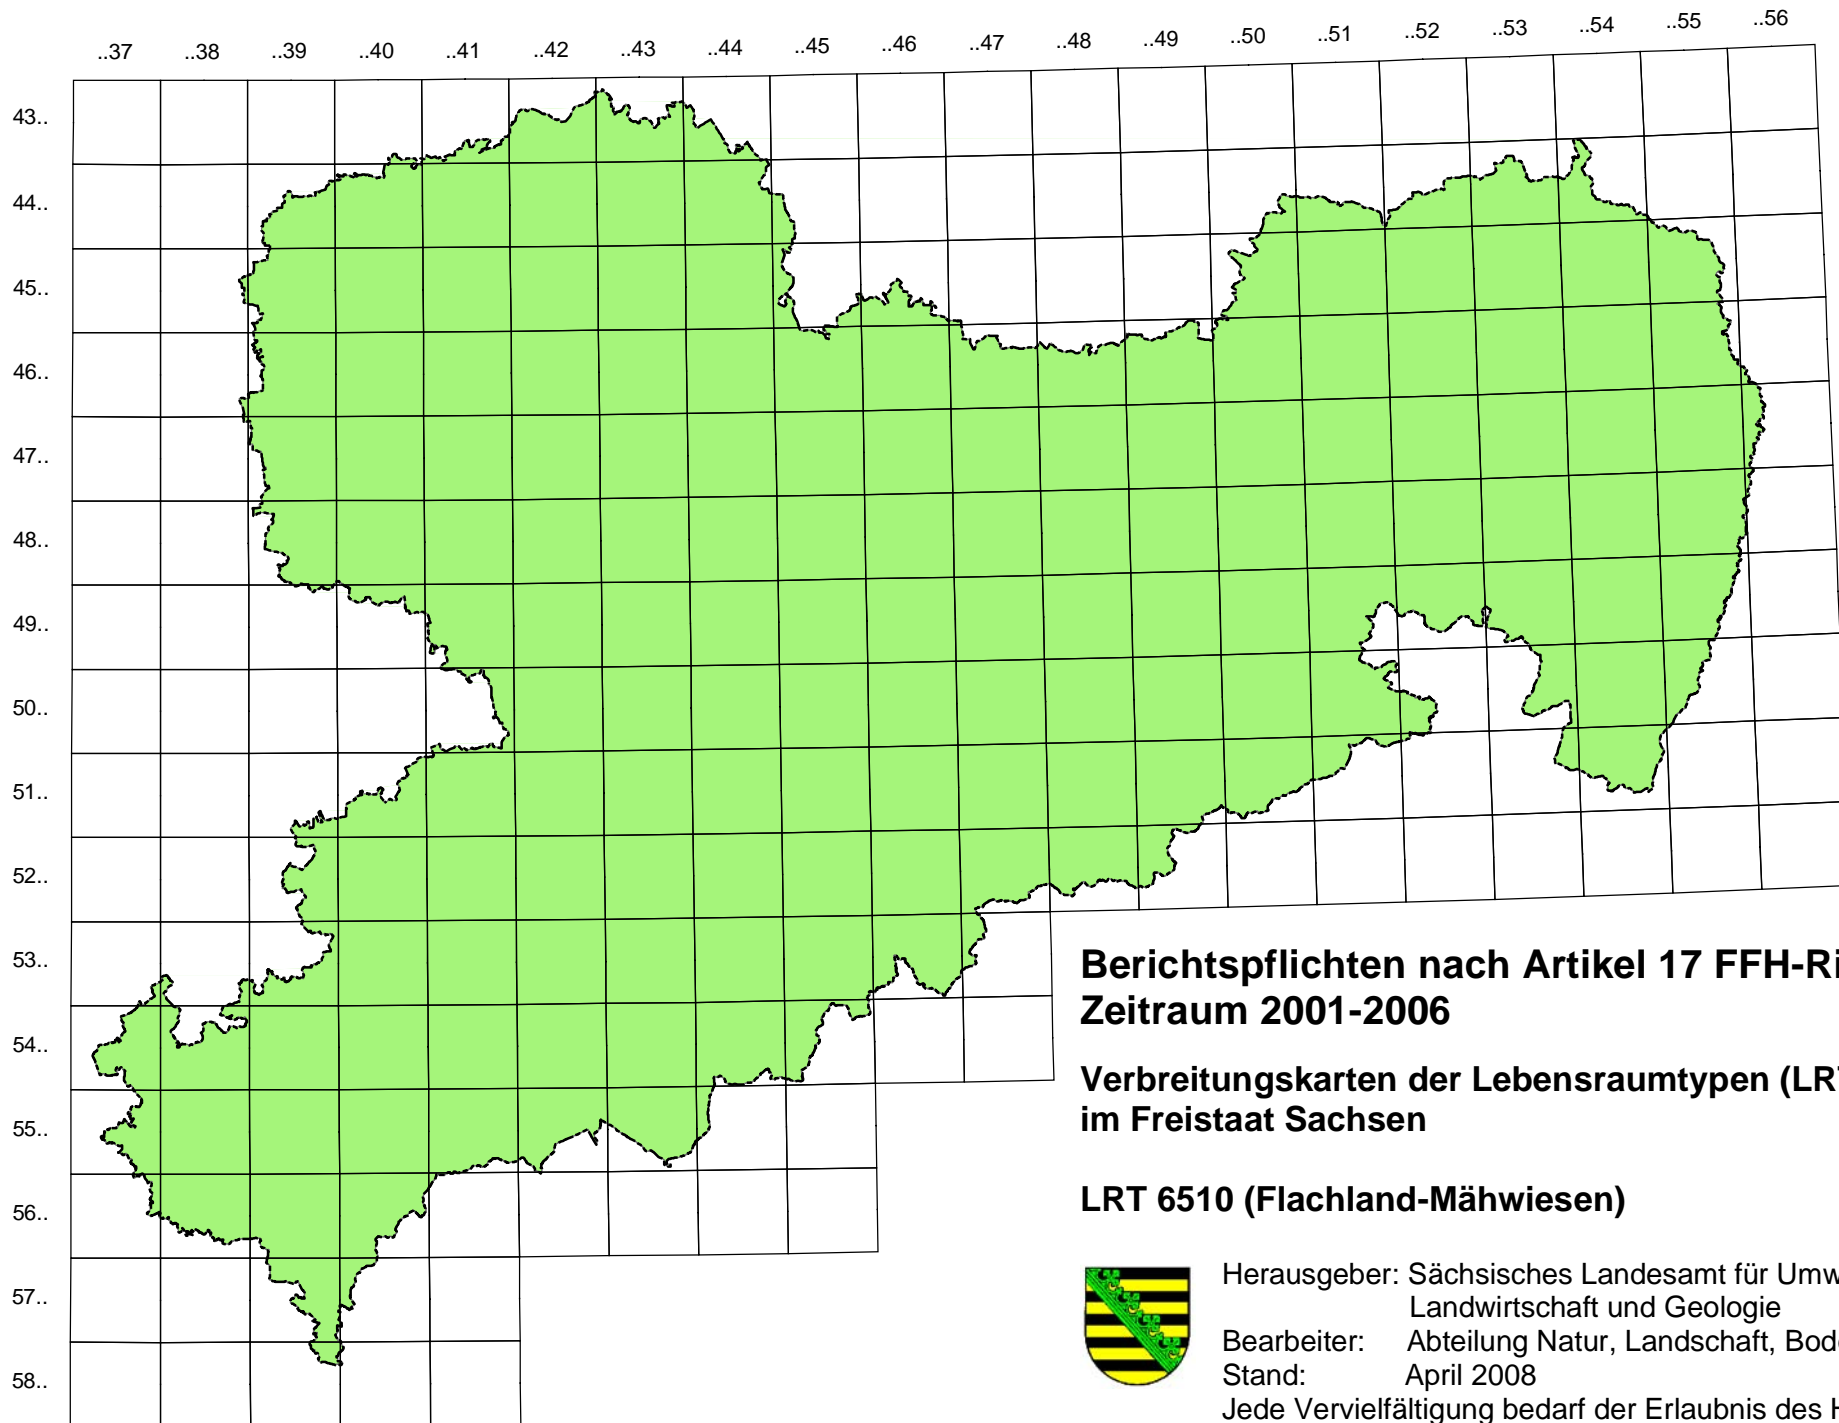 ..37 ..38 ..39 ..40 ..41 ..42 ..43 ..44 ..45 ..46 ..47 ..48 ..49 ..50 ..51 ..52 ..53 ..54 ..55 ..56
43..
44..
45..
46..
47..
48..
49..
50..
51..
52..
53..
54..
55..
56..
57..
58..
Berichtspflichten nach Artikel 17 FFH-Ri
Zeitraum 2001-2006
Verbreitungskarten der Lebensraumtypen (LRT
im Freistaat Sachsen
LRT 6510 (Flachland-Mähwiesen)
Herausgeber: Sächsisches Landesamt für Umw
Landwirtschaft und Geologie
Bearbeiter: Abteilung Natur, Landschaft, Bod
Stand: April 2008
Jede Vervielfältigung bedarf der Erlaubnis des H